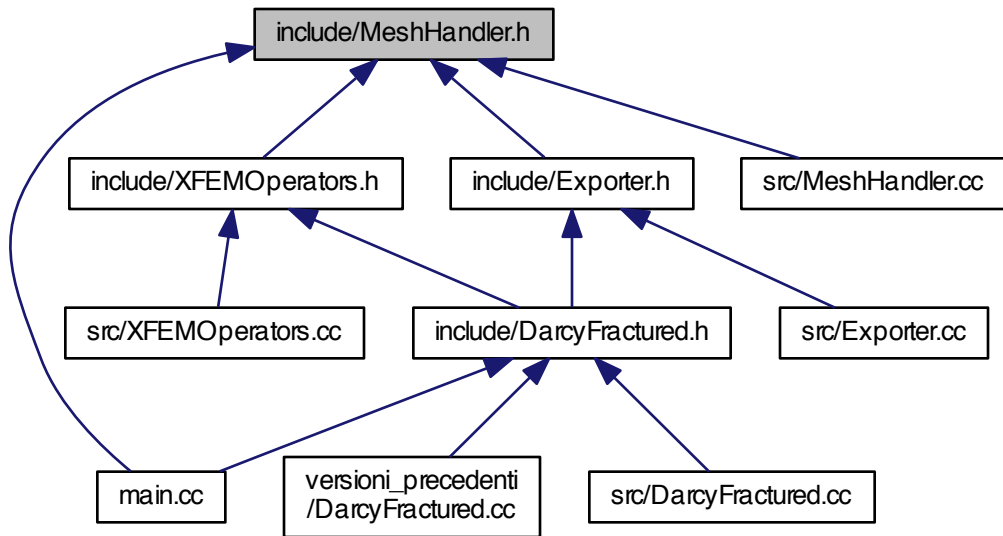 include/MeshHandler.h
include/XFEMOperators.h
include/Exporter.h
src/MeshHandler.cc
src/XFEMOperators.cc
include/DarcyFractured.h
src/Exporter.cc
main.cc
versioni_precedenti
/DarcyFractured.cc
src/DarcyFractured.cc